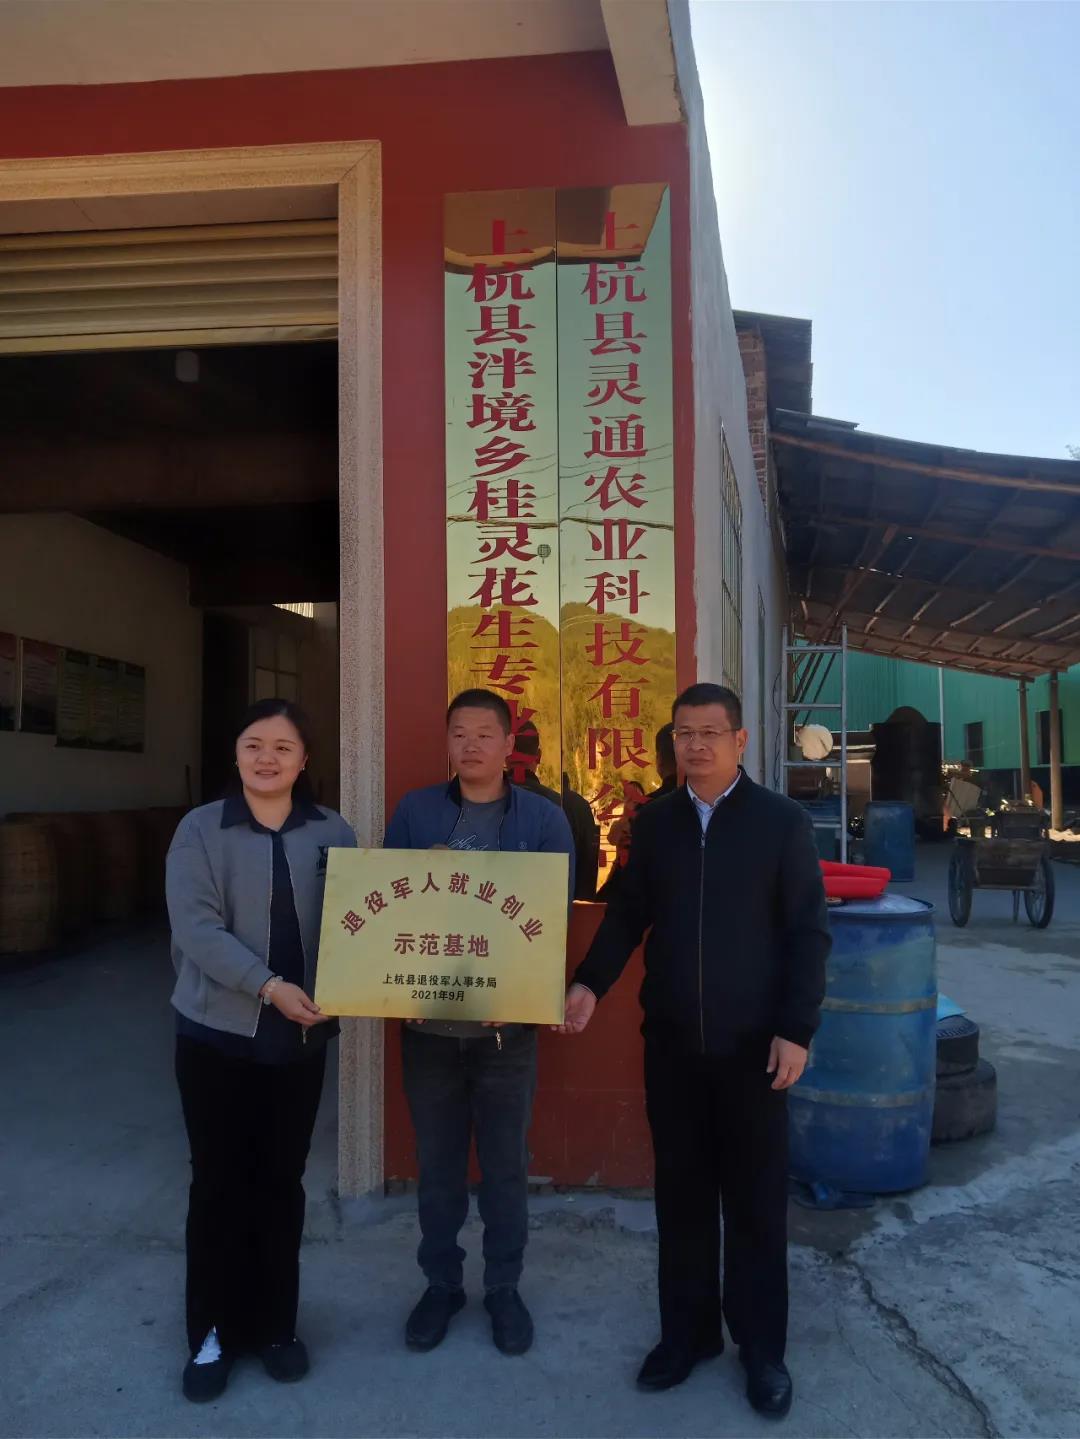 上杭县泮境乡桂灵花生专业
上杭县灵通农业科技有限公
退役军人就业创业
示范基地
上杭县退役军人事务局
2021年9月